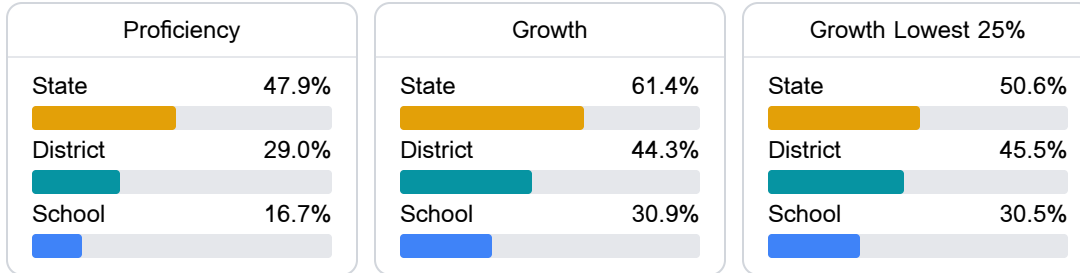 Proficiency
State 47.9%
District 29.0%
School 16.7%
Growth
State 61.4%
District 44.3%
School 30.9%
Growth Lowest 25%
State 50.6%
District 45.5%
School 30.5%